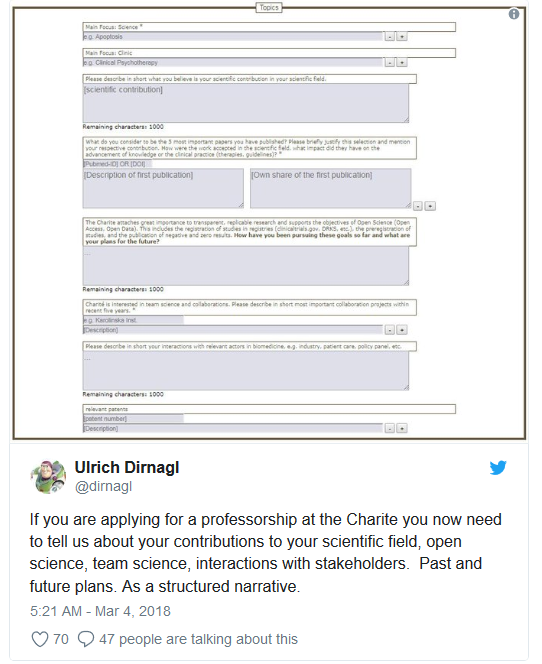 Topics
Main Focus: Science *
e.g. Apoptosis
- +
Main Focus: Clinic
e.g. Clinical Psychotherapy
- +
Please describe in short what you believe is your scientific contribution in your scientific field.
[scientific contribution]
Remaining characters: 1000
What do you consider to be the 5 most important papers you have published? Please briefly justify this selection and mention
your respective contribution. How were the work accepted in the scientific field, what impact did they have on the
advancement of knowledge or the clinical practice (therapies, guidelines)? *
[Pubmed-ID] OR [DOI]
[Description of first publication]
[Own share of the first publication]
- +
The Charité attaches great importance to transparent, replicable research and supports the objectives of Open Science (Open
Access, Open Data). This includes the registration of studies in registries (clinicaltrials.gov, DRKS, etc.), the preregistration of
studies, and the publication of negative and zero results. How have you been pursuing these goals so far and what are
your plans for the future?
...
Remaining characters: 1000
Charité is interested in team science and collaborations. Please describe in short most important collaboration projects within
recent five years. *
e.g. Karolinska Inst.
[Description]
- +
Please describe in short your interactions with relevant actors in biomedicine, e.g. industry, patient care, policy panel, etc.
...
Remaining characters: 1000
relevant patents
[patent number]
[Description]
- +
Ulrich Dirnagl
@dirnagl
If you are applying for a professorship at the Charite you now need
to tell us about your contributions to your scientific field, open
science, team science, interactions with stakeholders. Past and
future plans. As a structured narrative.
5:21 AM - Mar 4, 2018
70 47 people are talking about this